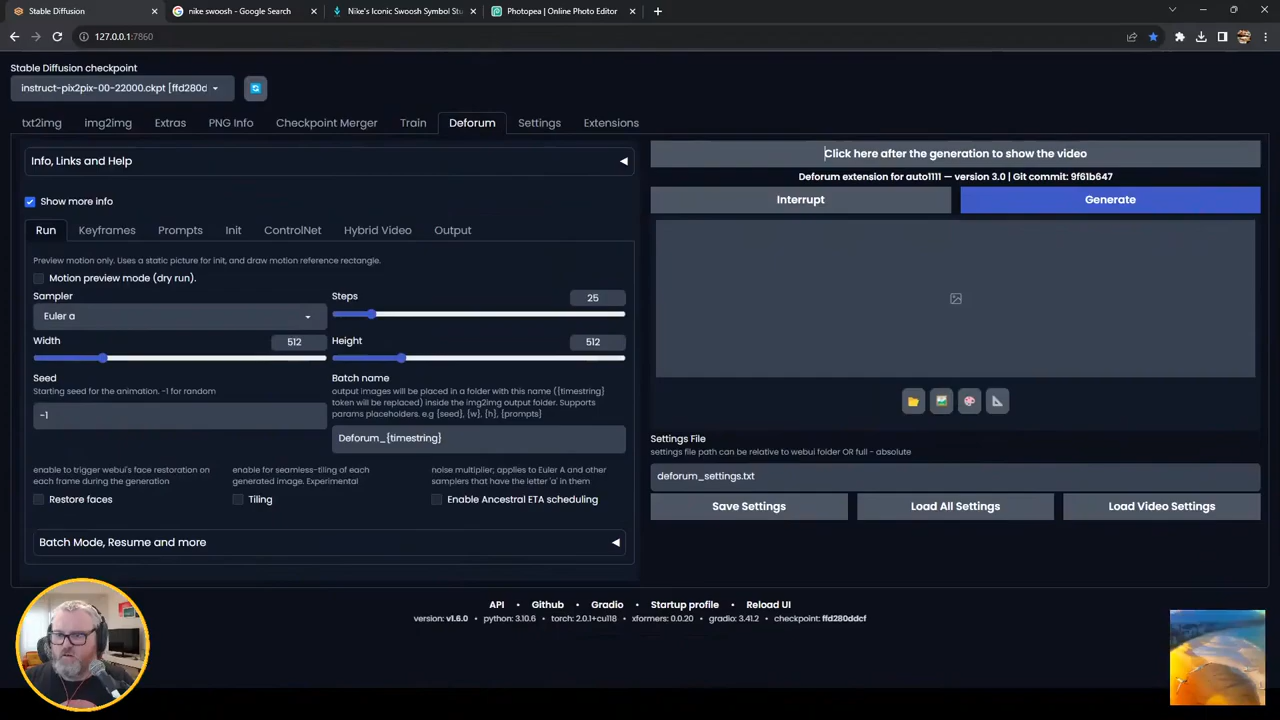 Stable Diffusion
nike swoosh - Google Search
Nike's Iconic Swoosh Symbol Stu
Photopea | Online Photo Editor
127.0.0.1:7860
Stable Diffusion checkpoint
instruct-pix2pix-00-22000.ckpt [ffd280d
txt2img
img2img
Extras
PNG Info
Checkpoint Merger
Train
Deforum
Settings
Extensions
Info, Links and Help
Show more info
Run
Keyframes
Prompts
Init
ControlNet
Hybrid Video
Output
Preview motion only. Uses a static picture for init, and draw motion reference rectangle.
Motion preview mode (dry run).
Sampler
Euler a
Steps
25
Width
512
Height
512
Seed
Starting seed for the animation. -1 for random
-1
Batch name
output images will be placed in a folder with this name ({timestring}
token will be replaced) inside the img2img output folder. Supports
params placeholders. e.g {seed}, {w}, {h}, {prompts}
Deforum_{timestring}
enable to trigger webui's face restoration on
each frame during the generation
Restore faces
enable for seamless-tiling of each
generated image. Experimental
Tiling
noise multiplier; applies to Euler A and other
samplers that have the letter 'a' in them
Enable Ancestral ETA scheduling
Batch Mode, Resume and more
Click here after the generation to show the video
Deforum extension for auto1111 — version 3.0 | Git commit: 9f61b647
Interrupt
Generate
Settings File
settings file path can be relative to webui folder OR full - absolute
deforum_settings.txt
Save Settings
Load All Settings
Load Video Settings
API • Github • Gradio • Startup profile • Reload UI
version: v1.6.0 • python: 3.10.6 • torch: 2.0.1+cu118 • xformers: 0.0.20 • gradio: 3.41.2 • checkpoint: ffd280ddcf